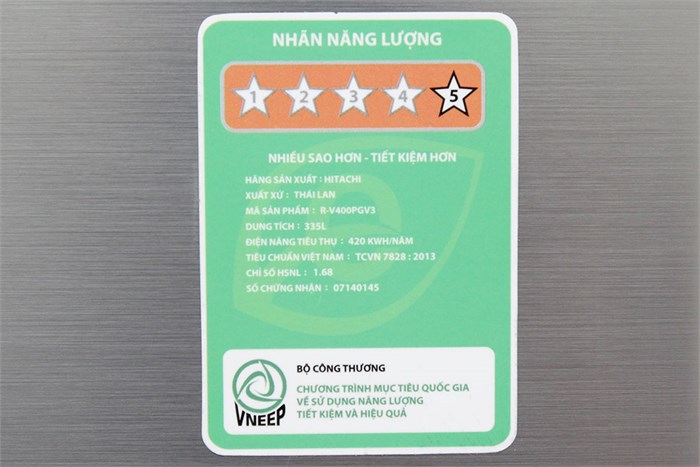 NHÃN NĂNG LƯỢNG
1 2 3 4 5
NHIỀU SAO HƠN - TIẾT KIỆM HƠN
HÃNG SẢN XUẤT : HITACHI
XUẤT XỨ : THÁI LAN
MÃ SẢN PHẨM : R-V400PGV3
DUNG TÍCH : 335L
ĐIỆN NĂNG TIÊU THỤ : 420 KWH/NĂM
TIÊU CHUẨN VIỆT NAM : TCVN 7828 : 2013
CHỈ SỐ HSNL : 1.68
SỐ CHỨNG NHẬN : 07140145
BỘ CÔNG THƯƠNG
CHƯƠNG TRÌNH MỤC TIÊU QUỐC GIA
VỀ SỬ DỤNG NĂNG LƯỢNG
TIẾT KIỆM VÀ HIỆU QUẢ
VNEEP